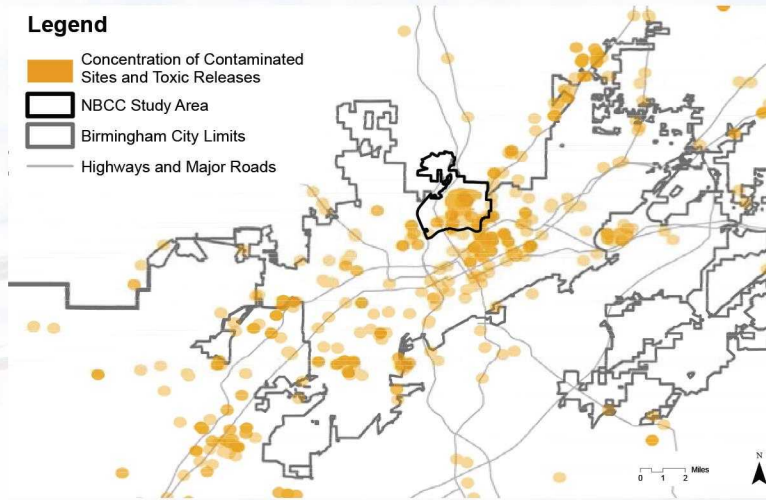 Legend
Concentration of Contaminated
Sites and Toxic Releases
NBCC Study Area
Birmingham City Limits
Highways and Major Roads
N
Miles
0 1 2